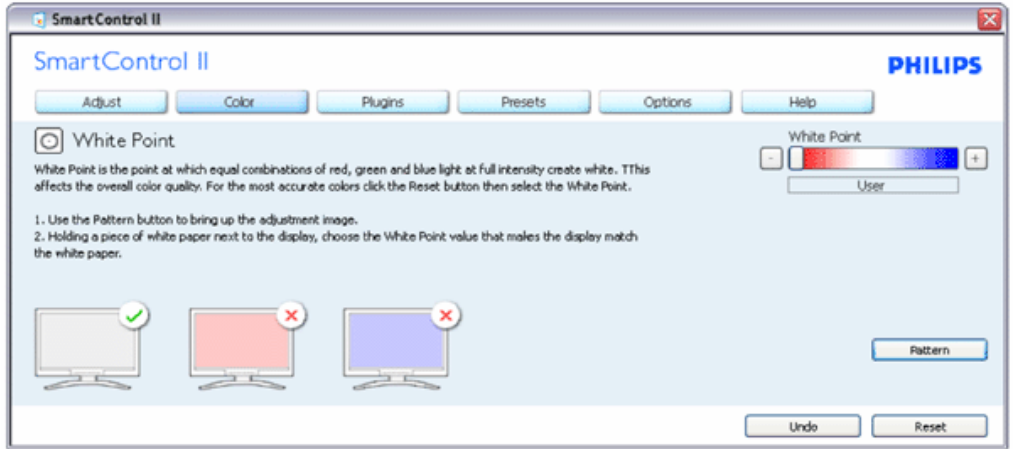 SmartControl II
SmartControl II
PHILIPS
Adjust Color Plugins Presets Options Help
White Point
White Point is the point at which equal combinations of red, green and blue light at full intensity create white. TThis
affects the overall color quality. For the most accurate colors click the Reset button then select the White Point.
1. Use the Pattern button to bring up the adjustment image.
2. Holding a piece of white paper next to the display, choose the White Point value that makes the display match
the white paper.
White Point
- +
User
Pattern
Undo Reset